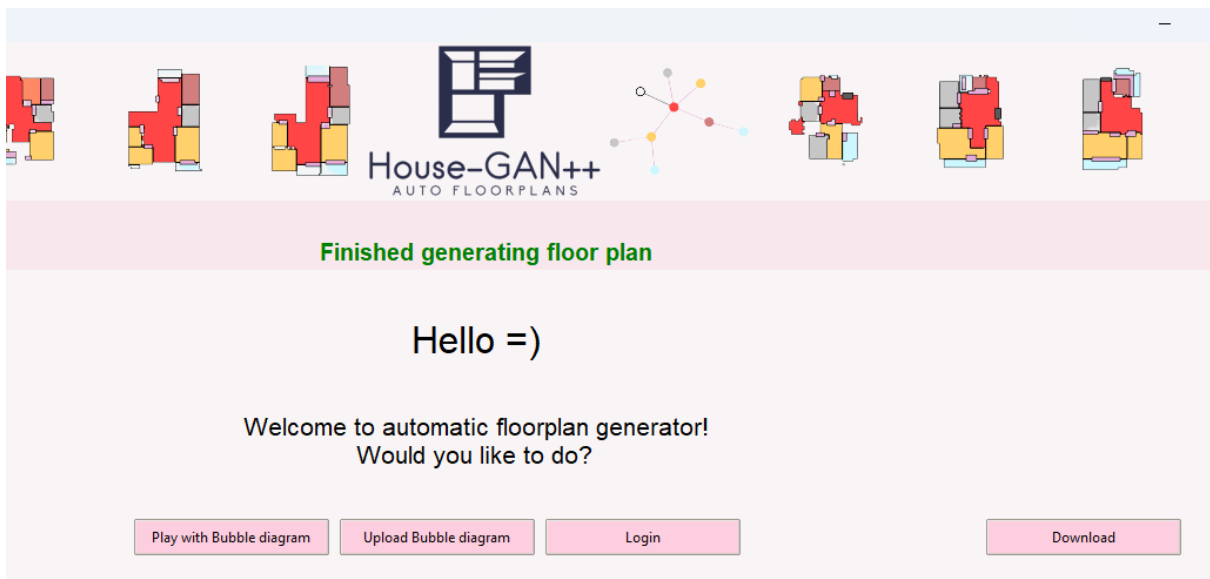 House-GAN++
AUTO FLOORPLANS
Finished generating floor plan
Hello =)
Welcome to automatic floorplan generator!
Would you like to do?
Play with Bubble diagram
Upload Bubble diagram
Login
Download